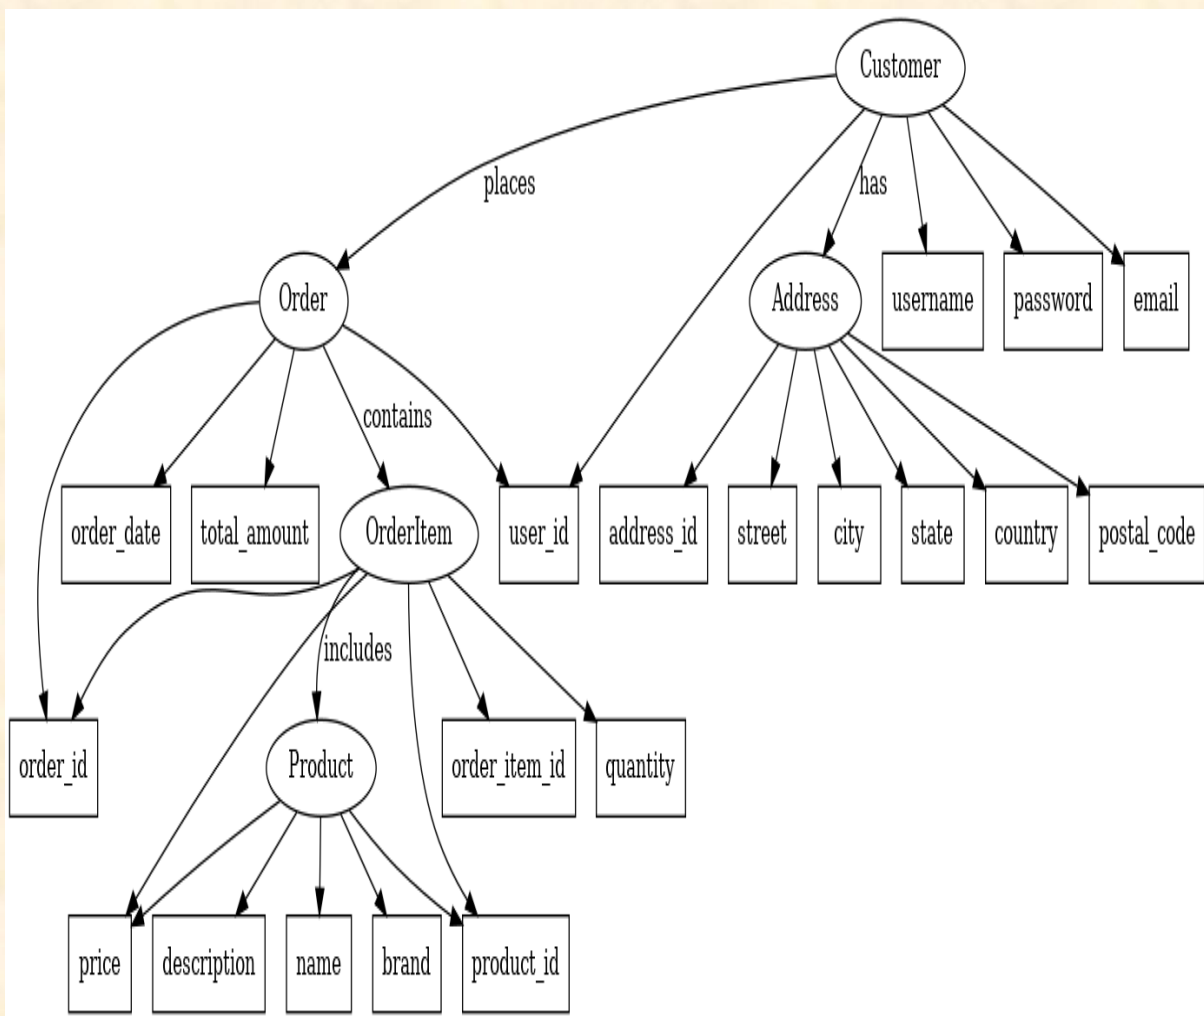 Customer
places
has
Order
Address
username
password
email
contains
order_date
total_amount
OrderItem
user_id
address_id
street
city
state
country
postal_code
includes
order_id
Product
order_item_id
quantity
price
description
name
brand
product_id